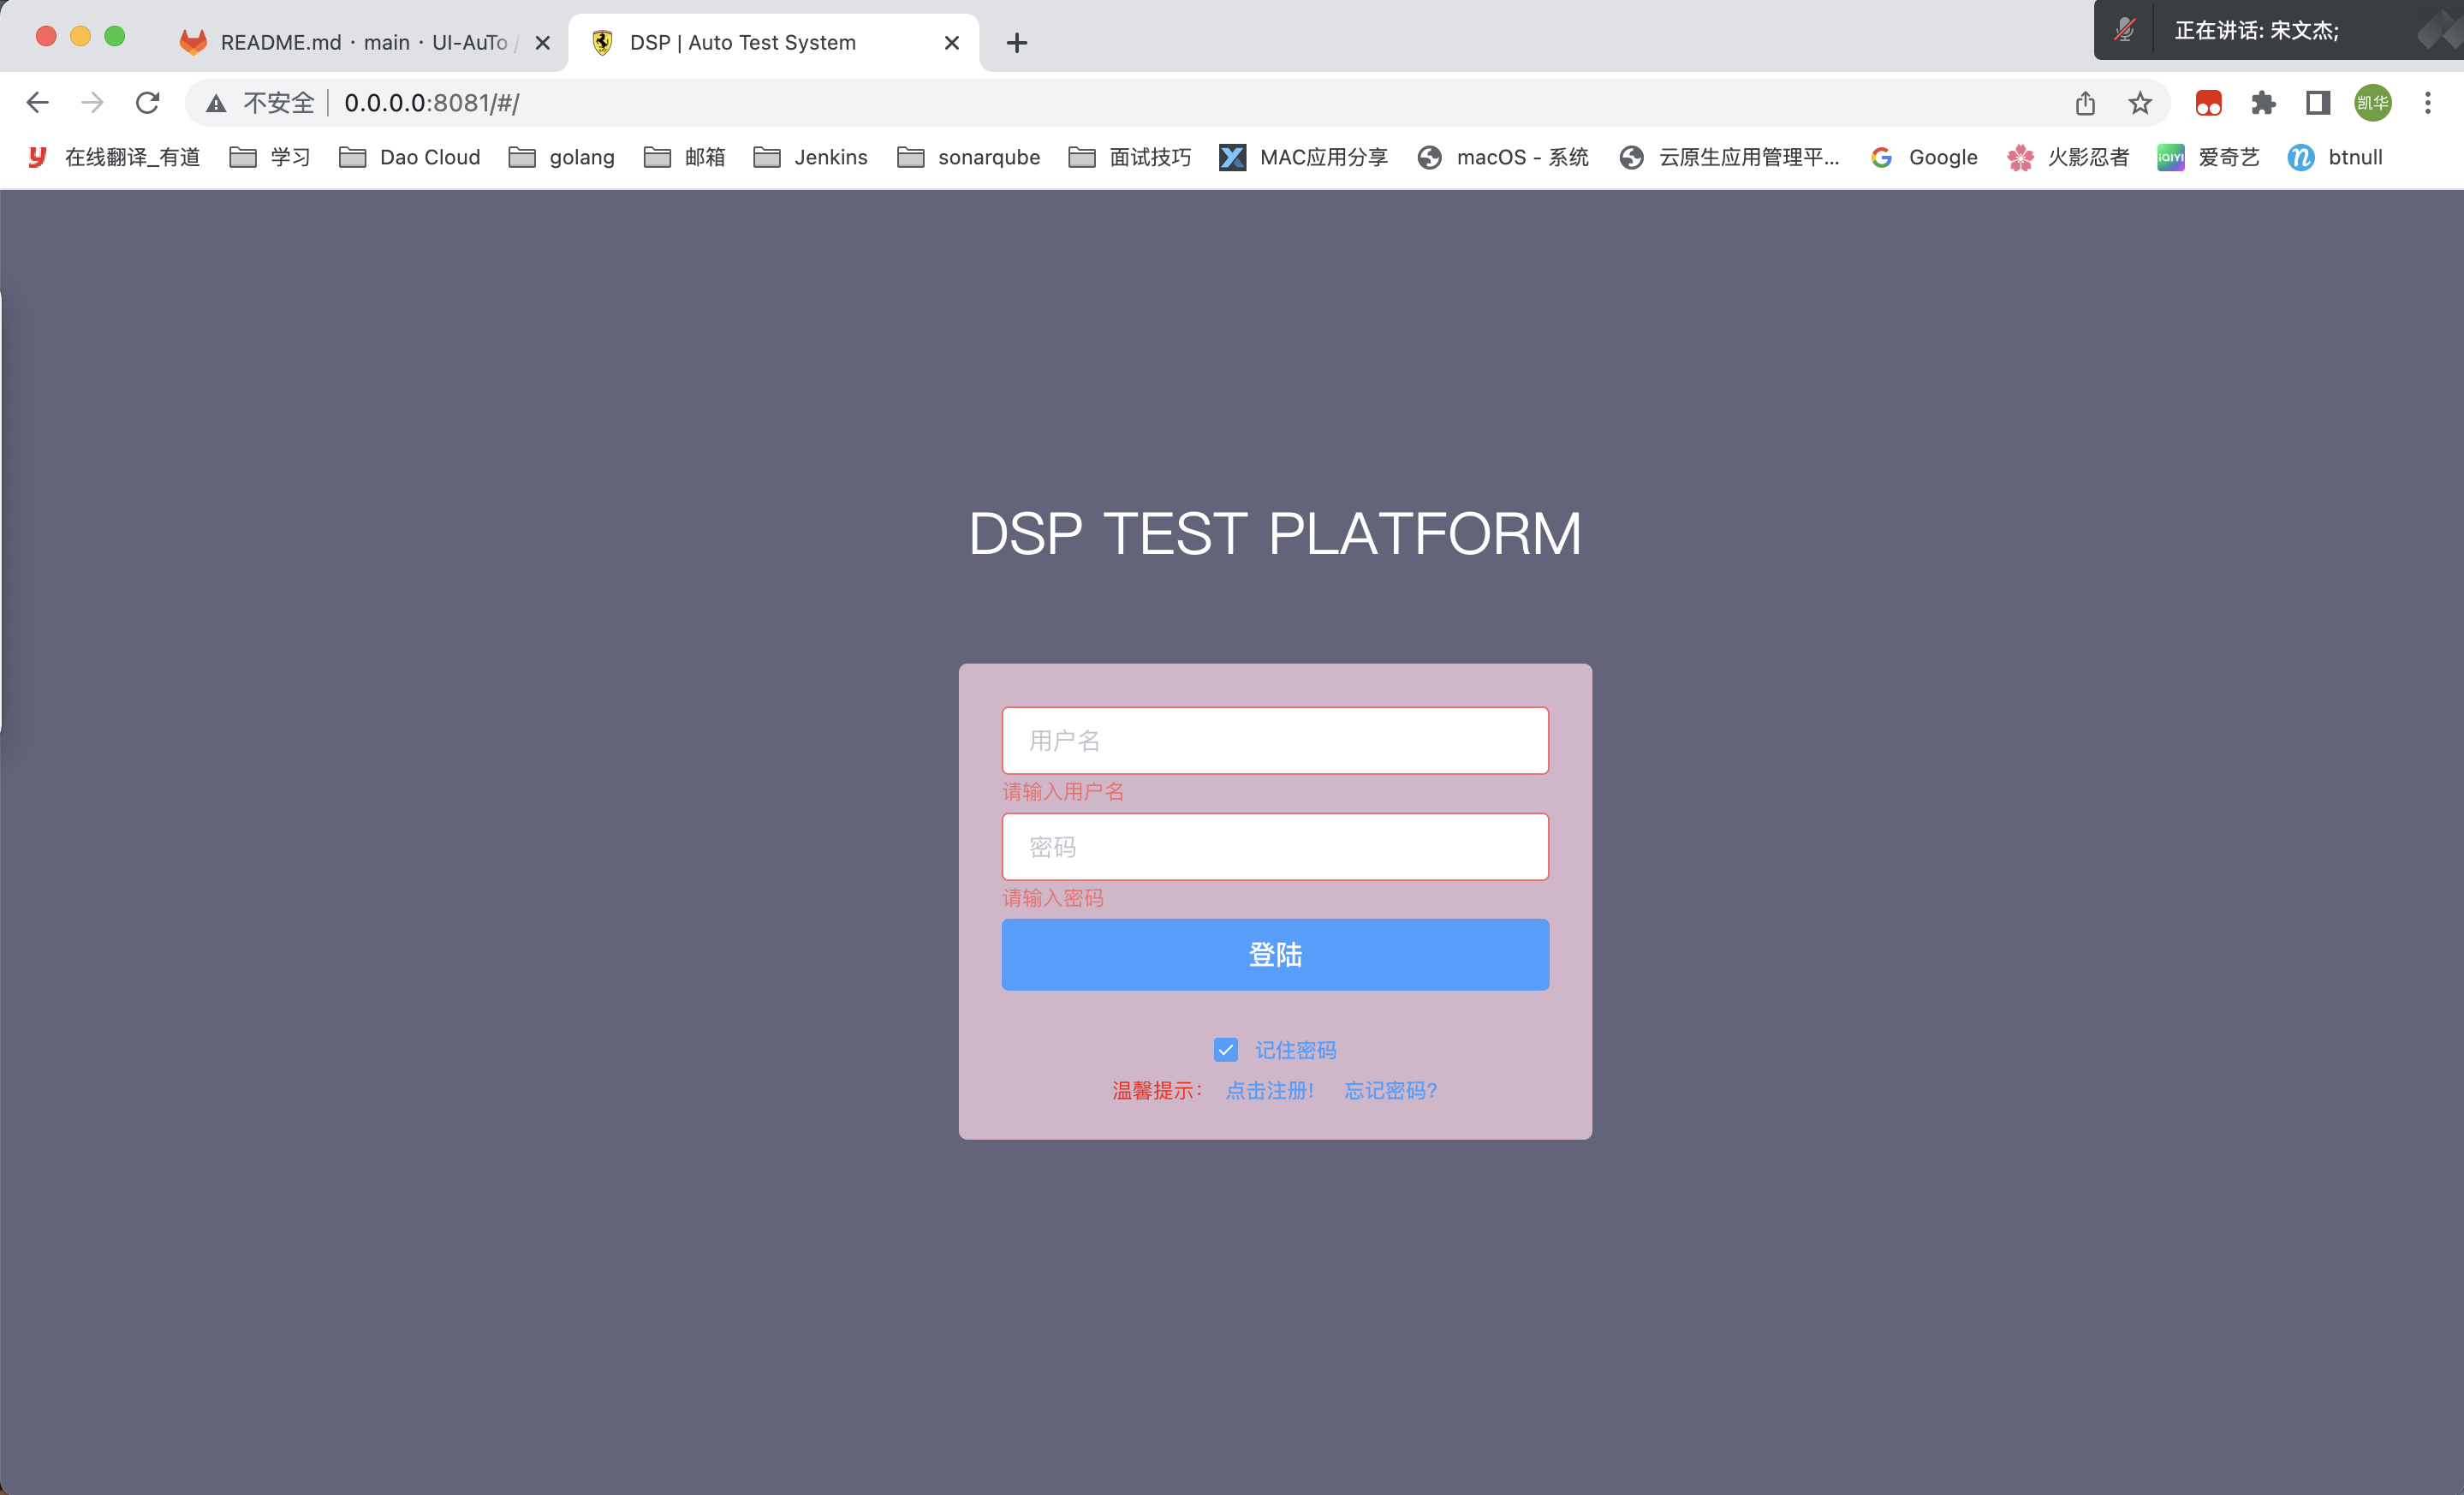 README.md · main · UI-AuTo /
DSP | Auto Test System
正在讲话: 宋文杰;
不安全 0.0.0.0:8081/#/
凯华
在线翻译_有道 学习 Dao Cloud golang 邮箱 Jenkins sonarqube 面试技巧 MAC应用分享 macOS - 系统 云原生应用管理平... Google 火影忍者 iQIYI 爱奇艺 btnull
DSP TEST PLATFORM
用户名
请输入用户名
密码
请输入密码
登陆
记住密码
温馨提示: 点击注册! 忘记密码?